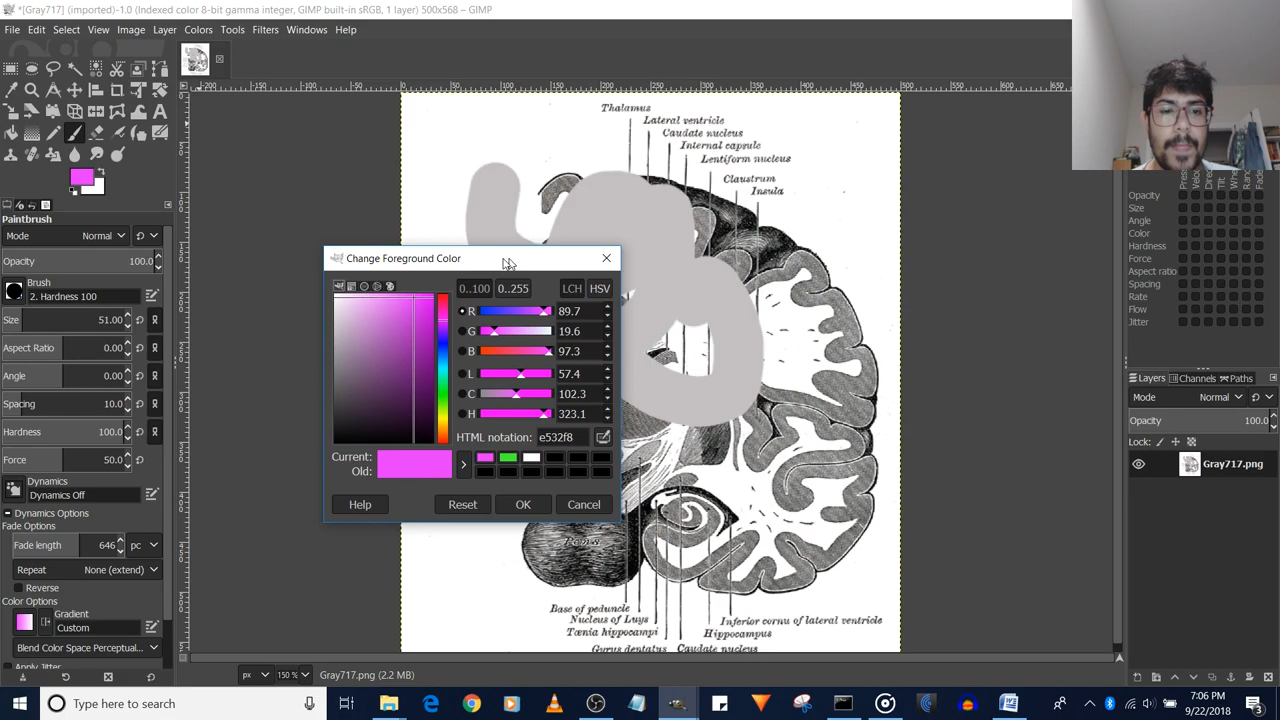 *[Gray717] (imported)-1.0 (Indexed color 8-bit gamma integer, GIMP built-in sRGB, 1 layer) 500x568 – GIMP
File Edit Select View Image Layer Colors Tools Filters Windows Help
Thalamus
Lateral ventricle
Caudate nucleus
Internal capsule
Lentiform nucleus
Claustrum
Insula
Pons
Base of peduncle
Nucleus of Luys
Tænia hippocampi
Gyrus dentatus
Inferior cornu of lateral ventricle
Hippocampus
Caudate nucleus
Paintbrush
Mode Normal
Opacity 100.0
Brush
2. Hardness 100
Size 51.00
Aspect Ratio 0.00
Angle 0.00
Spacing 10.0
Hardness 100.0
Force 50.0
Dynamics
Dynamics Off
Dynamics Options
Fade Options
Fade length 646 pc
Repeat None (extend)
Reverse
Color Options
Gradient
Custom
Blend Color Space Perceptual...
Apply Jitter
Change Foreground Color
0..100 0..255 LCH HSV
R 89.7
G 19.6
B 97.3
L 57.4
C 102.3
H 323.1
HTML notation: e532f8
Current:
Old:
Help Reset OK Cancel
Opacity
Size
Angle
Color
Hardness
Force
Aspect ratio
Spacing
Rate
Flow
Jitter
Layers Channels Paths
Mode Normal
Opacity 100.0
Lock:
Gray717.png
px 150 % Gray717.png (2.2 MB)
Type here to search
7:06 PM
9/22/2018
3